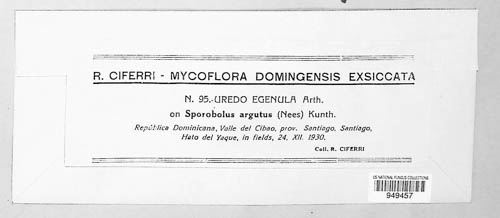 R. CIFERRI - MYCOFLORA DOMINGENSIS EXSICCATA
N. 95.-UREDO EGENULA Arth.
on Sporobolus argutus (Nees) Kunth.
República Dominicana, Valle del Cibao, prov. Santiago, Santiago,
Hato del Yaque, in fields, 24, XII. 1930.
Coll. R. CIFERRI
US NATIONAL FUNGUS COLLECTIONS
949457